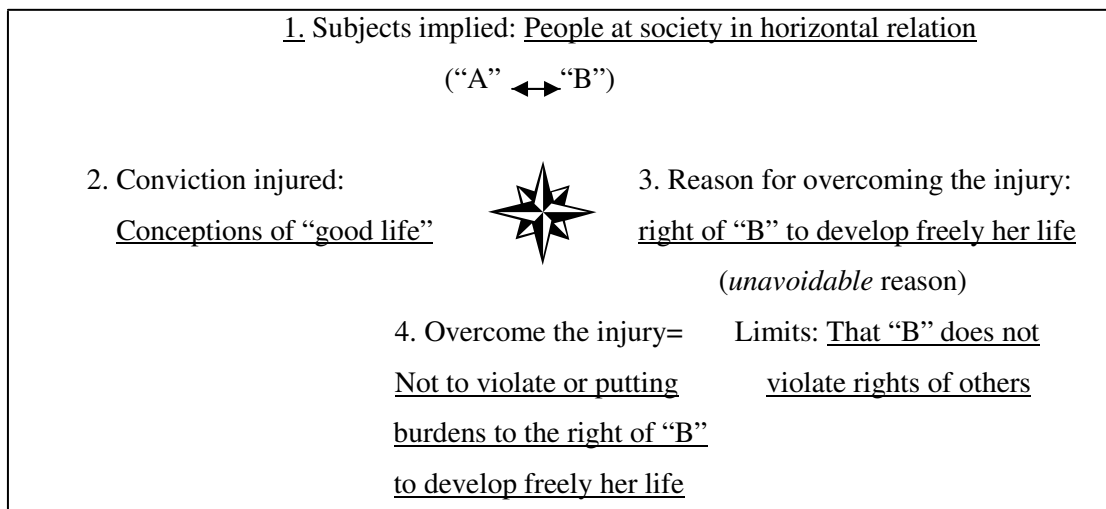 1. Subjects implied: People at society in horizontal relation
(“A” ↔ “B”)
2. Conviction injured:
Conceptions of “good life”
3. Reason for overcoming the injury:
right of “B” to develop freely her life
(unavoidable reason)
4. Overcome the injury=
Not to violate or putting
burdens to the right of “B”
to develop freely her life
Limits: That “B” does not
violate rights of others